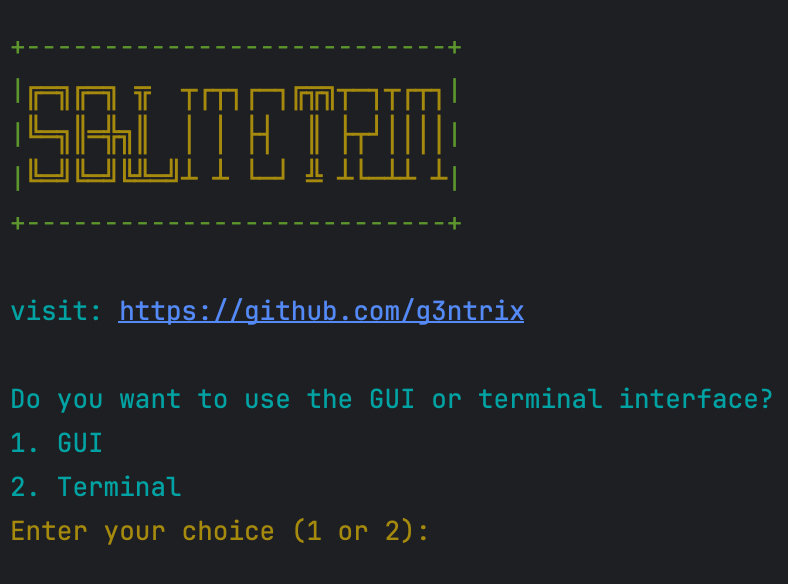 visit: https://github.com/g3ntrix
Do you want to use the GUI or terminal interface?
1. GUI
2. Terminal
Enter your choice (1 or 2):